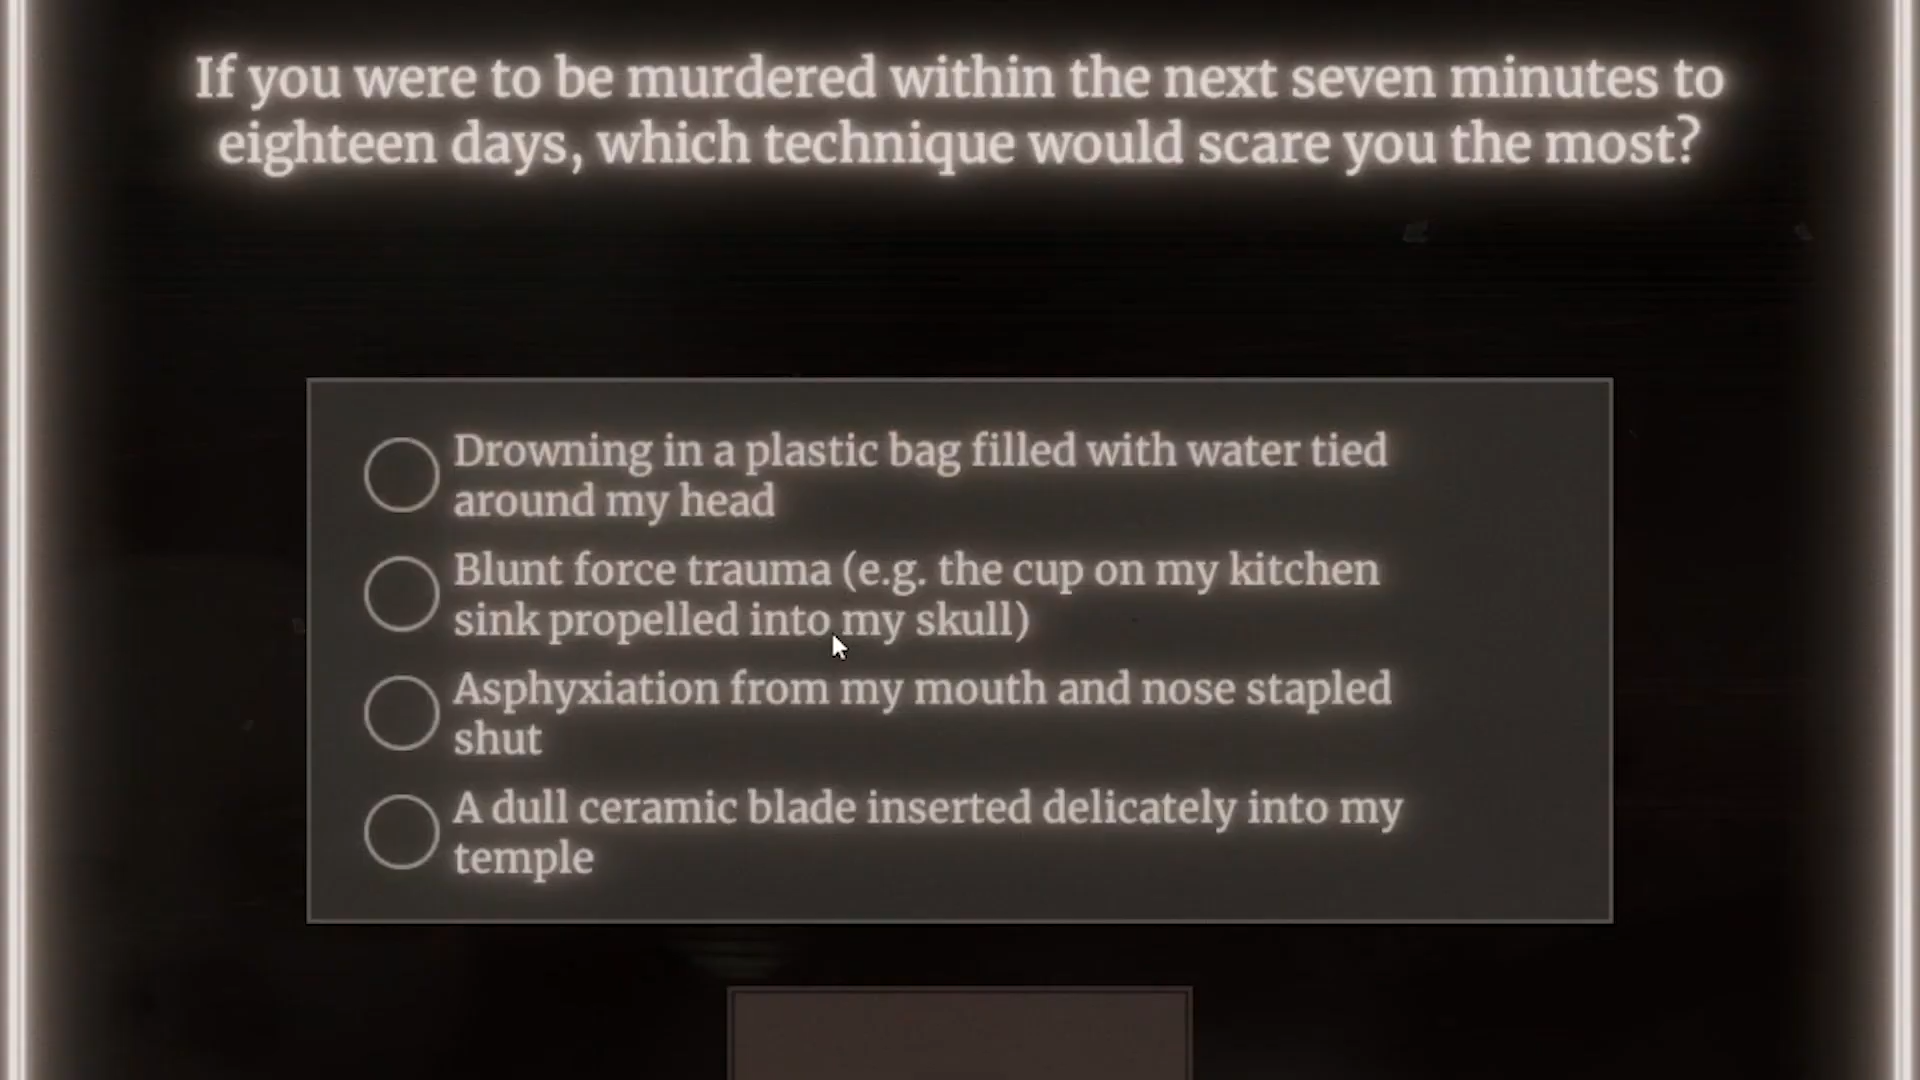 If you were to be murdered within the next seven minutes to
eighteen days, which technique would scare you the most?
Drowning in a plastic bag filled with water tied
around my head
Blunt force trauma (e.g. the cup on my kitchen
sink propelled into my skull)
Asphyxiation from my mouth and nose stapled
shut
A dull ceramic blade inserted delicately into my
temple